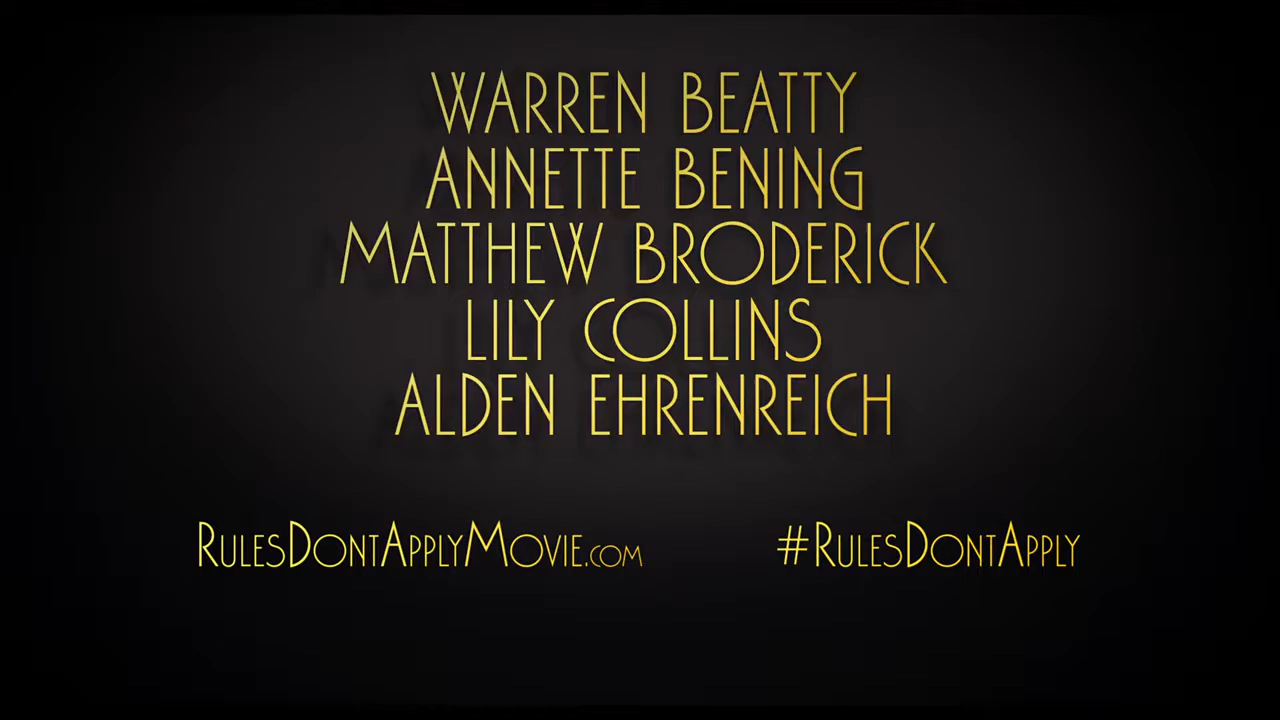 WARREN BEATTY
ANNETTE BENING
MATTHEW BRODERICK
LILY COLLINS
ALDEN EHRENREICH
RULESDONTAPPLYMOVIE.COM #RULESDONTAPPLY